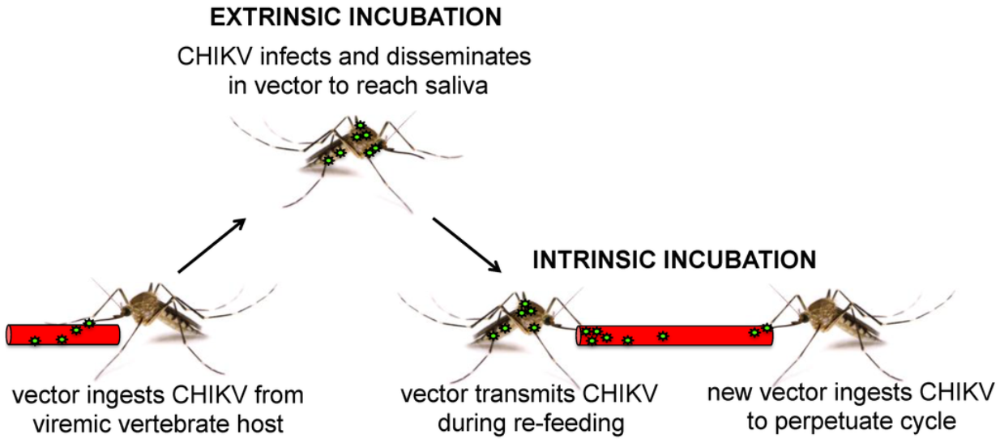 EXTRINSIC INCUBATION
CHIKV infects and disseminates
in vector to reach saliva
INTRINSIC INCUBATION
vector ingests CHIKV from
viremic vertebrate host
vector transmits CHIKV
during re-feeding
new vector ingests CHIKV
to perpetuate cycle